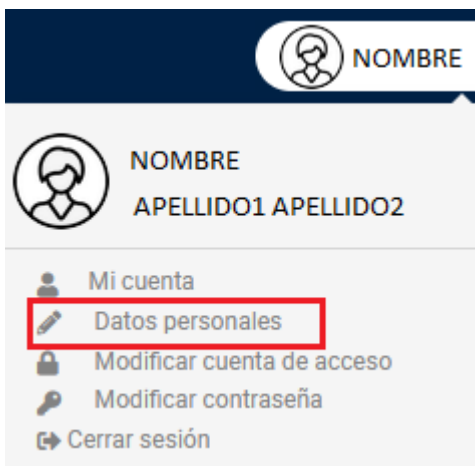 NOMBRE
NOMBRE
APELLIDO1 APELLIDO2
Mi cuenta
Datos personales
Modificar cuenta de acceso
Modificar contraseña
Cerrar sesión